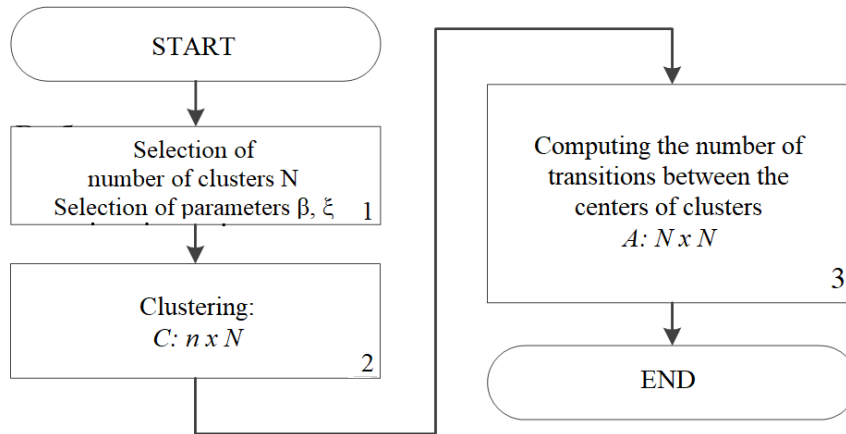 START
Selection of
number of clusters N
Selection of parameters β, ξ
1
Clustering:
C: n x N
2
Computing the number of
transitions between the
centers of clusters
A: N x N
3
END